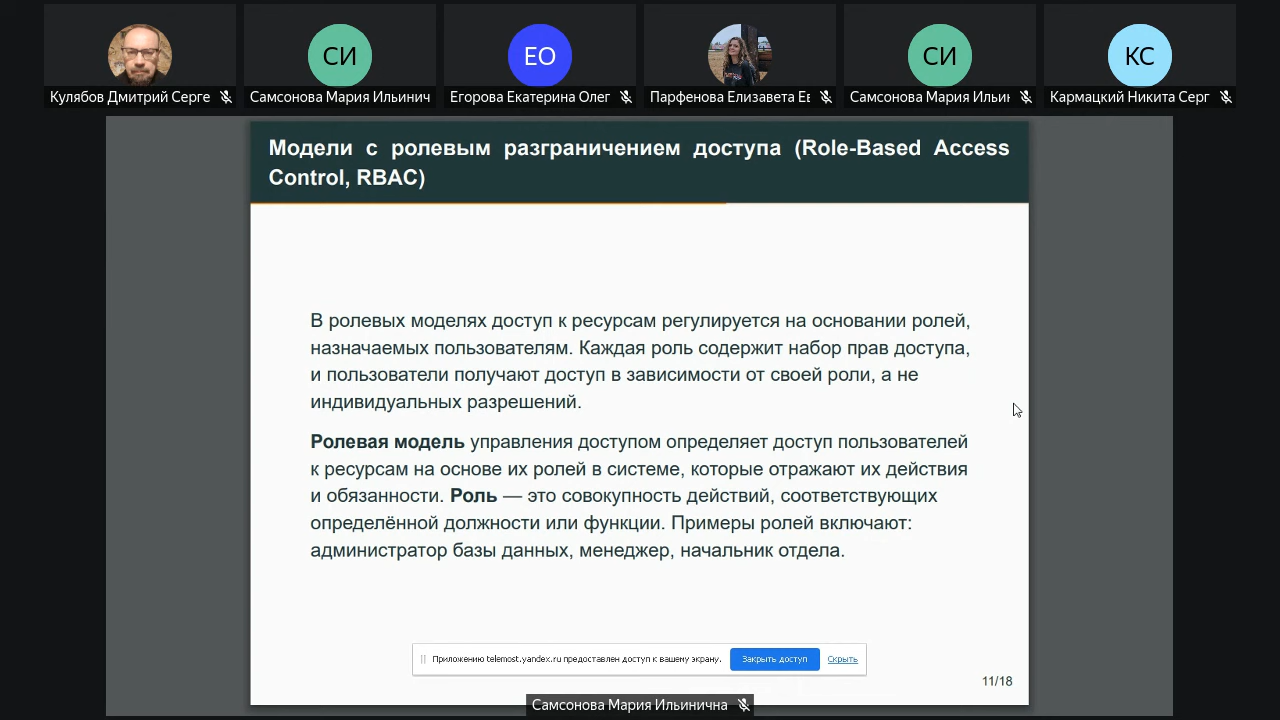 СИ
ЕО
СИ
КС
Кулябов Дмитрий Серге
Самсонова Мария Ильинич
Егорова Екатерина Олег
Парфенова Елизавета Ев
Самсонова Мария Ильин
Кармацкий Никита Серг
Модели с ролевым разграничением доступа (Role-Based Access
Control, RBAC)
В ролевых моделях доступ к ресурсам регулируется на основании ролей,
назначаемых пользователям. Каждая роль содержит набор прав доступа,
и пользователи получают доступ в зависимости от своей роли, а не
индивидуальных разрешений.
Ролевая модель управления доступом определяет доступ пользователей
к ресурсам на основе их ролей в системе, которые отражают их действия
и обязанности. Роль — это совокупность действий, соответствующих
определённой должности или функции. Примеры ролей включают:
администратор базы данных, менеджер, начальник отдела.
Приложению telemost.yandex.ru предоставлен доступ к вашему экрану.
Закрыть доступ
Скрыть
11/18
Самсонова Мария Ильинична